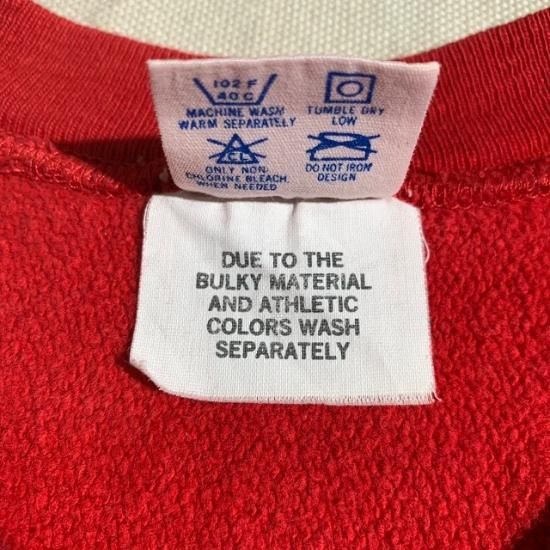 102 F
40 C
MACHINE WASH
WARM SEPARATELY
TUMBLE DRY
LOW
CL
ONLY NON-
CHLORINE BLEACH
WHEN NEEDED
DO NOT IRON
DESIGN
DUE TO THE
BULKY MATERIAL
AND ATHLETIC
COLORS WASH
SEPARATELY